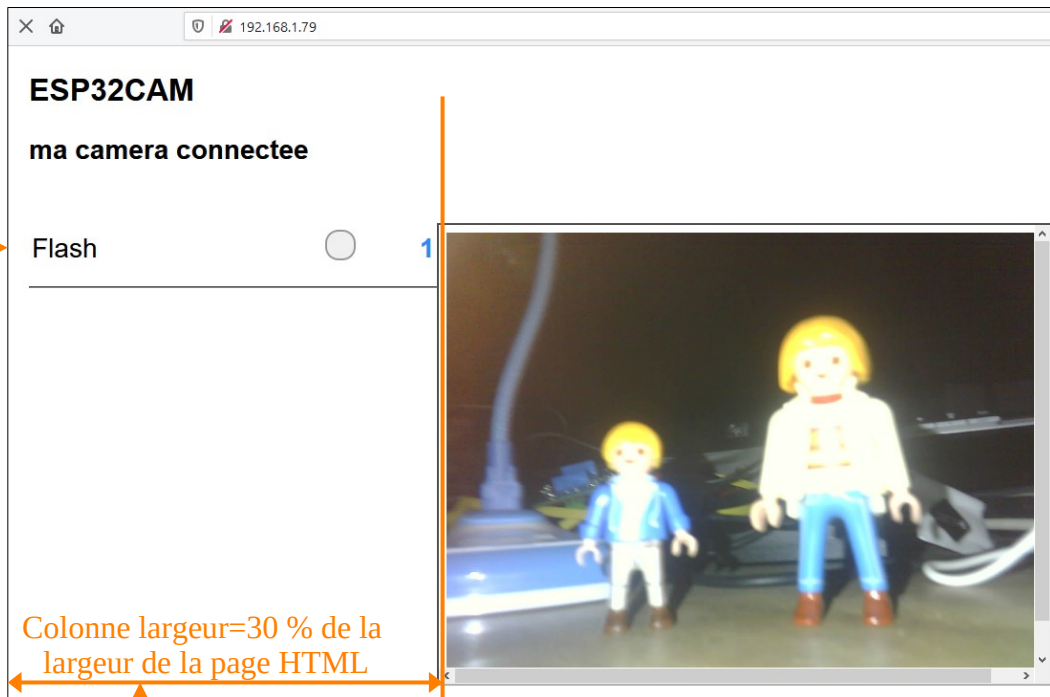 192.168.1.79
ESP32CAM
ma camera connectee
Flash 1
Colonne largeur=30 % de la
largeur de la page HTML